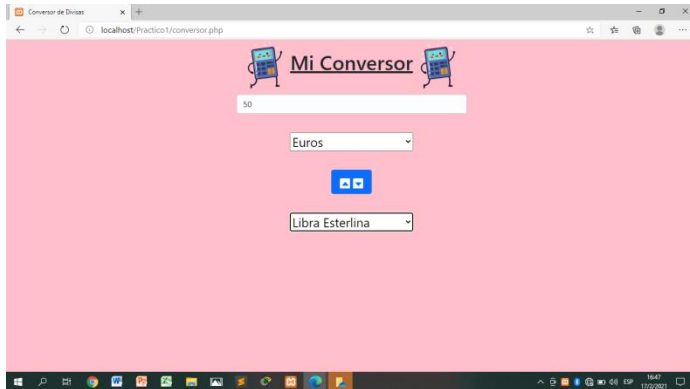 Conversor de Divisas
localhost/Practico1/conversor.php
Mi Conversor
50
Euros
Libra Esterlina
ESP
16:47
17/2/2021